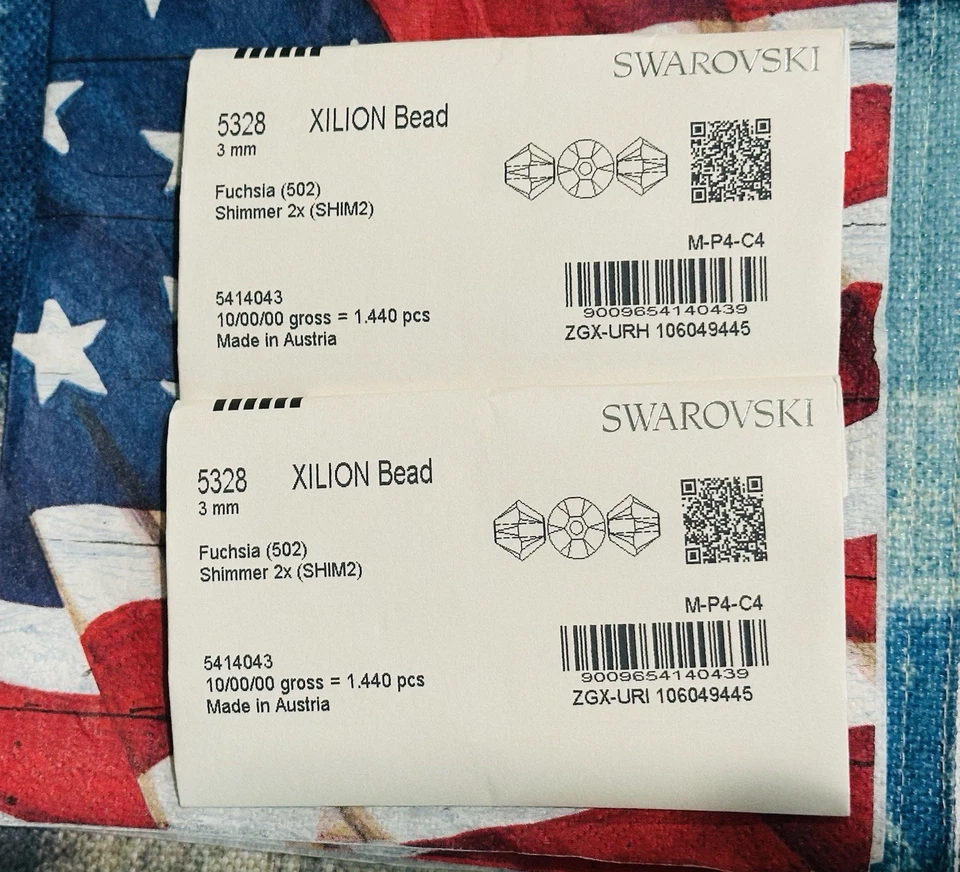 SWAROVSKI
5328 XILION Bead
3 mm
Fuchsia (502)
Shimmer 2x (SHIM2)
M-P4-C4
5414043
10/00/00 gross = 1.440 pcs
Made in Austria
9009654140439
ZGX-URH 106049445
SWAROVSKI
5328 XILION Bead
3 mm
Fuchsia (502)
Shimmer 2x (SHIM2)
M-P4-C4
5414043
10/00/00 gross = 1.440 pcs
Made in Austria
9009654140439
ZGX-URI 106049445